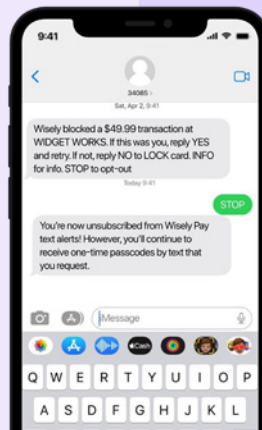 9:41
34085 >
Sat, Apr 2, 9:41
Wisely blocked a $49.99 transaction at
WIDGET WORKS. If this was you, reply YES
and retry. If not, reply NO to LOCK card. INFO
for info. STOP to opt-out
Today 9:41
STOP
You're now unsubscribed from Wisely Pay
text alerts! However, you'll continue to
receive one-time passcodes by text that
you request.
iMessage
Cash
Q W E R T Y U I O P
A S D F G H J K L